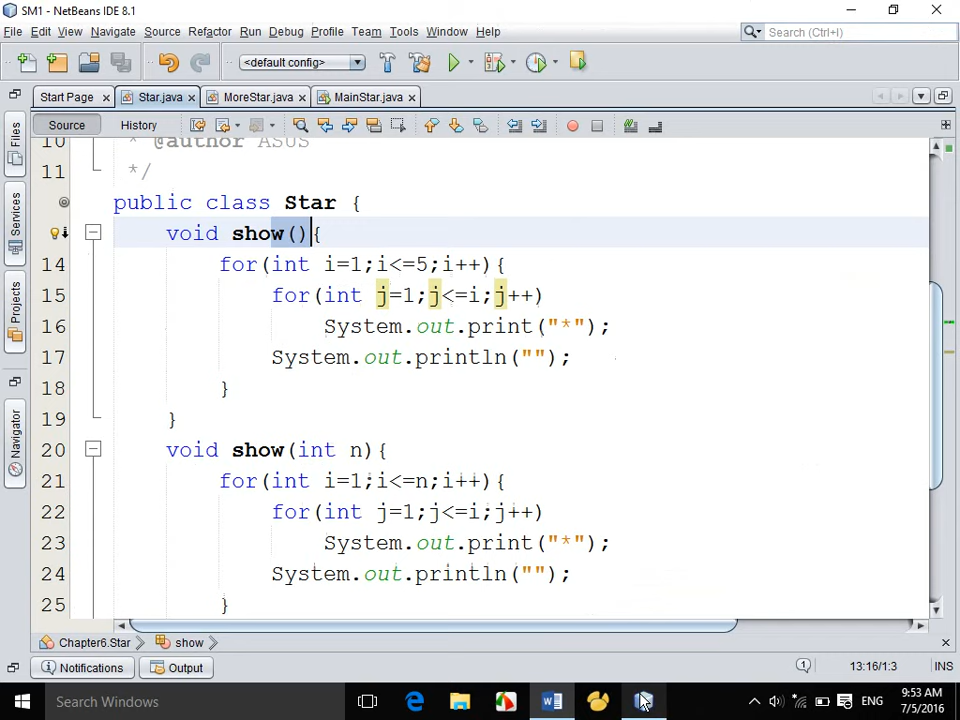 SM1 - NetBeans IDE 8.1
File Edit View Navigate Source Refactor Run Debug Profile Team Tools Window Help
Search (Ctrl+I)
<default config>
Start Page Star.java MoreStar.java MainStar.java
Source History
Files
Services
Projects
Navigator
10 * @author ASUS
11 */
public class Star {
void show(){
14 for(int i=1;i<=5;i++){
15 for(int j=1;j<=i;j++)
16 System.out.print("*");
17 System.out.println("");
18 }
19 }
20 void show(int n){
21 for(int i=1;i<=n;i++){
22 for(int j=1;j<=i;j++)
23 System.out.print("*");
24 System.out.println("");
25 }
Chapter6.Star show
Notifications Output 1 13:16/1:3 INS
Search Windows ENG 9:53 AM
7/5/2016